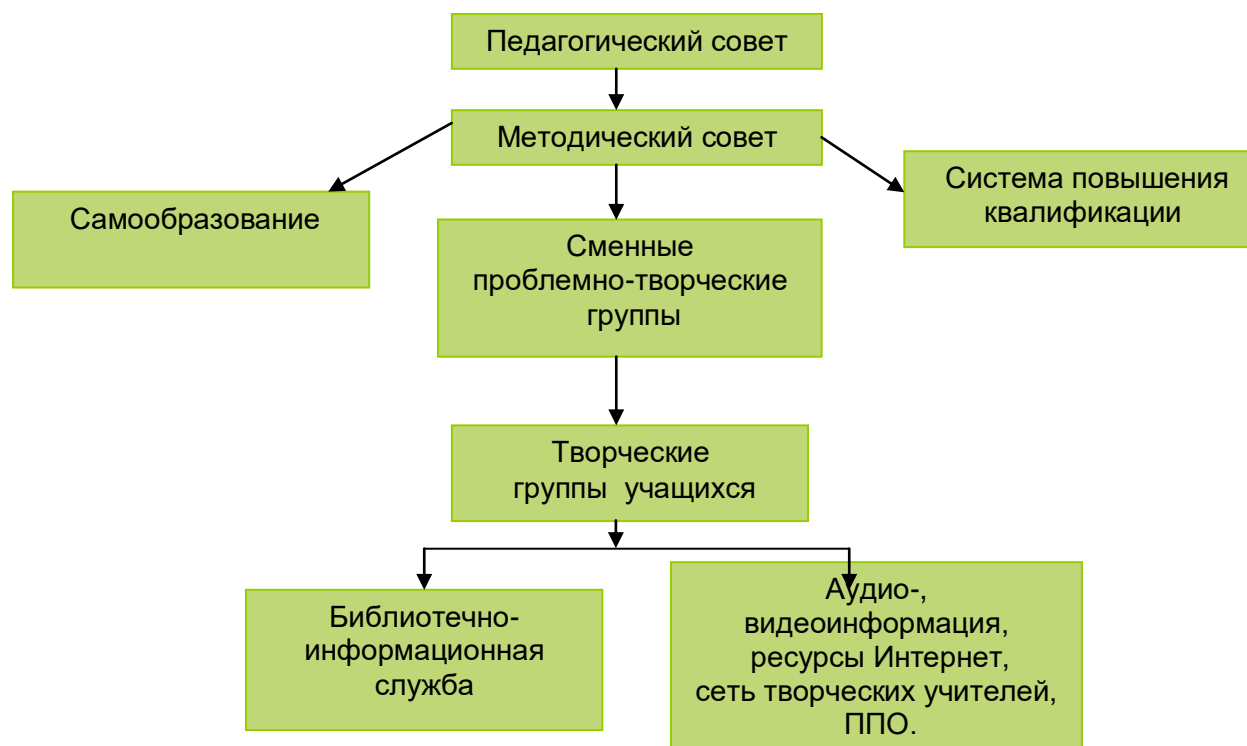 Педагогический совет
Методический совет
Самообразование
Система повышения
квалификации
Сменные
проблемно-творческие
группы
Творческие
группы учащихся
Библиотечно-
информационная
служба
Аудио-,
видеоинформация,
ресурсы Интернет,
сеть творческих учителей,
ППО.